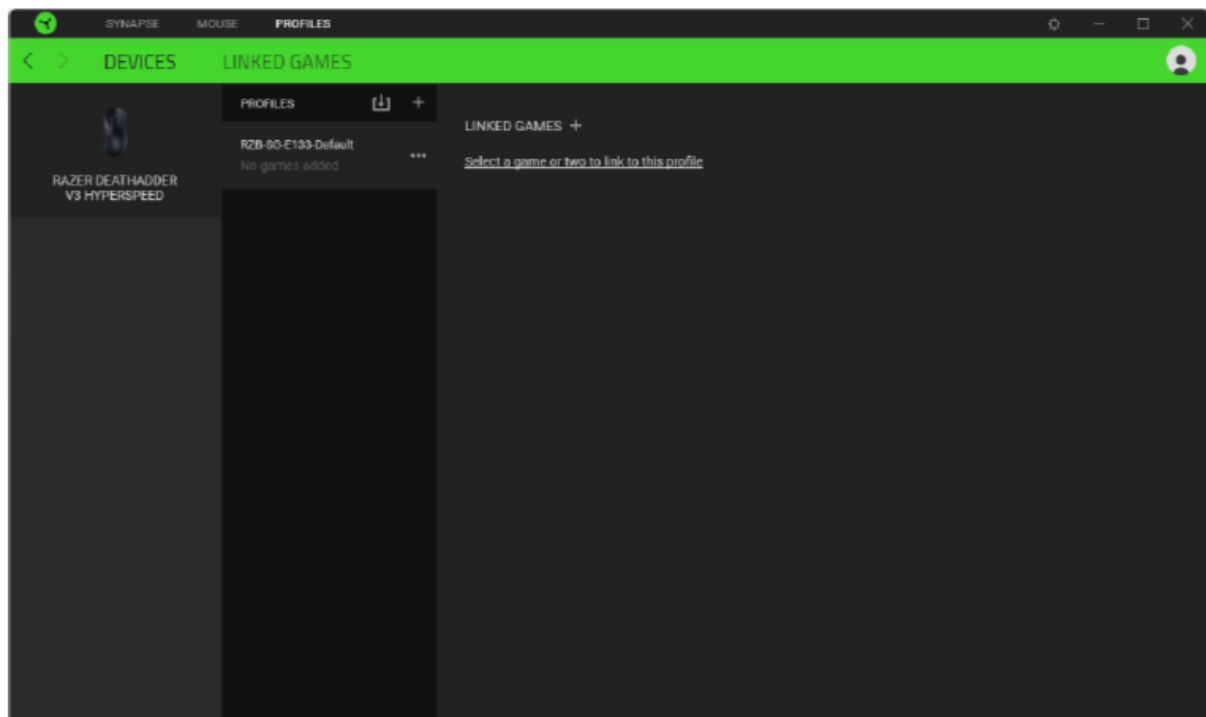 SYNAPSE MOUSE PROFILES
DEVICES LINKED GAMES
PROFILES
LINKED GAMES
RZB-SG-E133-Default
No games added
Select a game or two to link to this profile
RAZER DEATHADDER
V3 HYPERSPEED